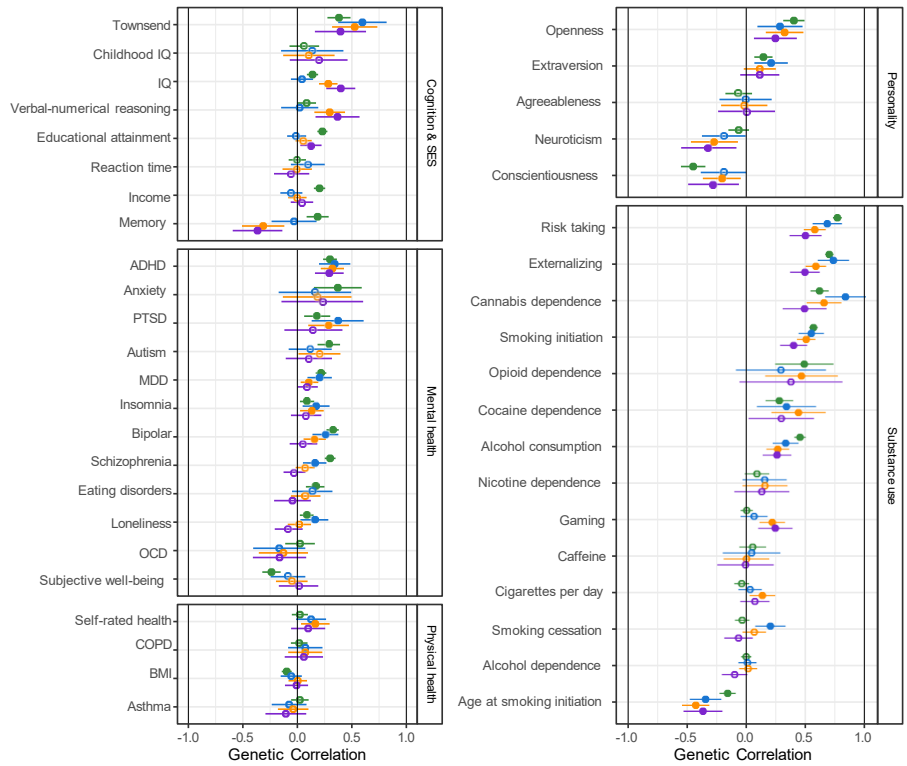 Townsend
Childhood IQ
IQ
Verbal-numerical reasoning
Educational attainment
Reaction time
Income
Memory
Cognition & SES
ADHD
Anxiety
PTSD
Autism
MDD
Insomnia
Bipolar
Schizophrenia
Eating disorders
Loneliness
OCD
Subjective well-being
Mental health
Self-rated health
COPD
BMI
Asthma
Physical health
-1.0 -0.5 0.0 0.5 1.0
Genetic Correlation
Openness
Extraversion
Agreeableness
Neuroticism
Conscientiousness
Personality
Risk taking
Externalizing
Cannabis dependence
Smoking initiation
Opioid dependence
Cocaine dependence
Alcohol consumption
Nicotine dependence
Gaming
Caffeine
Cigarettes per day
Smoking cessation
Alcohol dependence
Age at smoking initiation
Substance use
-1.0 -0.5 0.0 0.5 1.0
Genetic Correlation